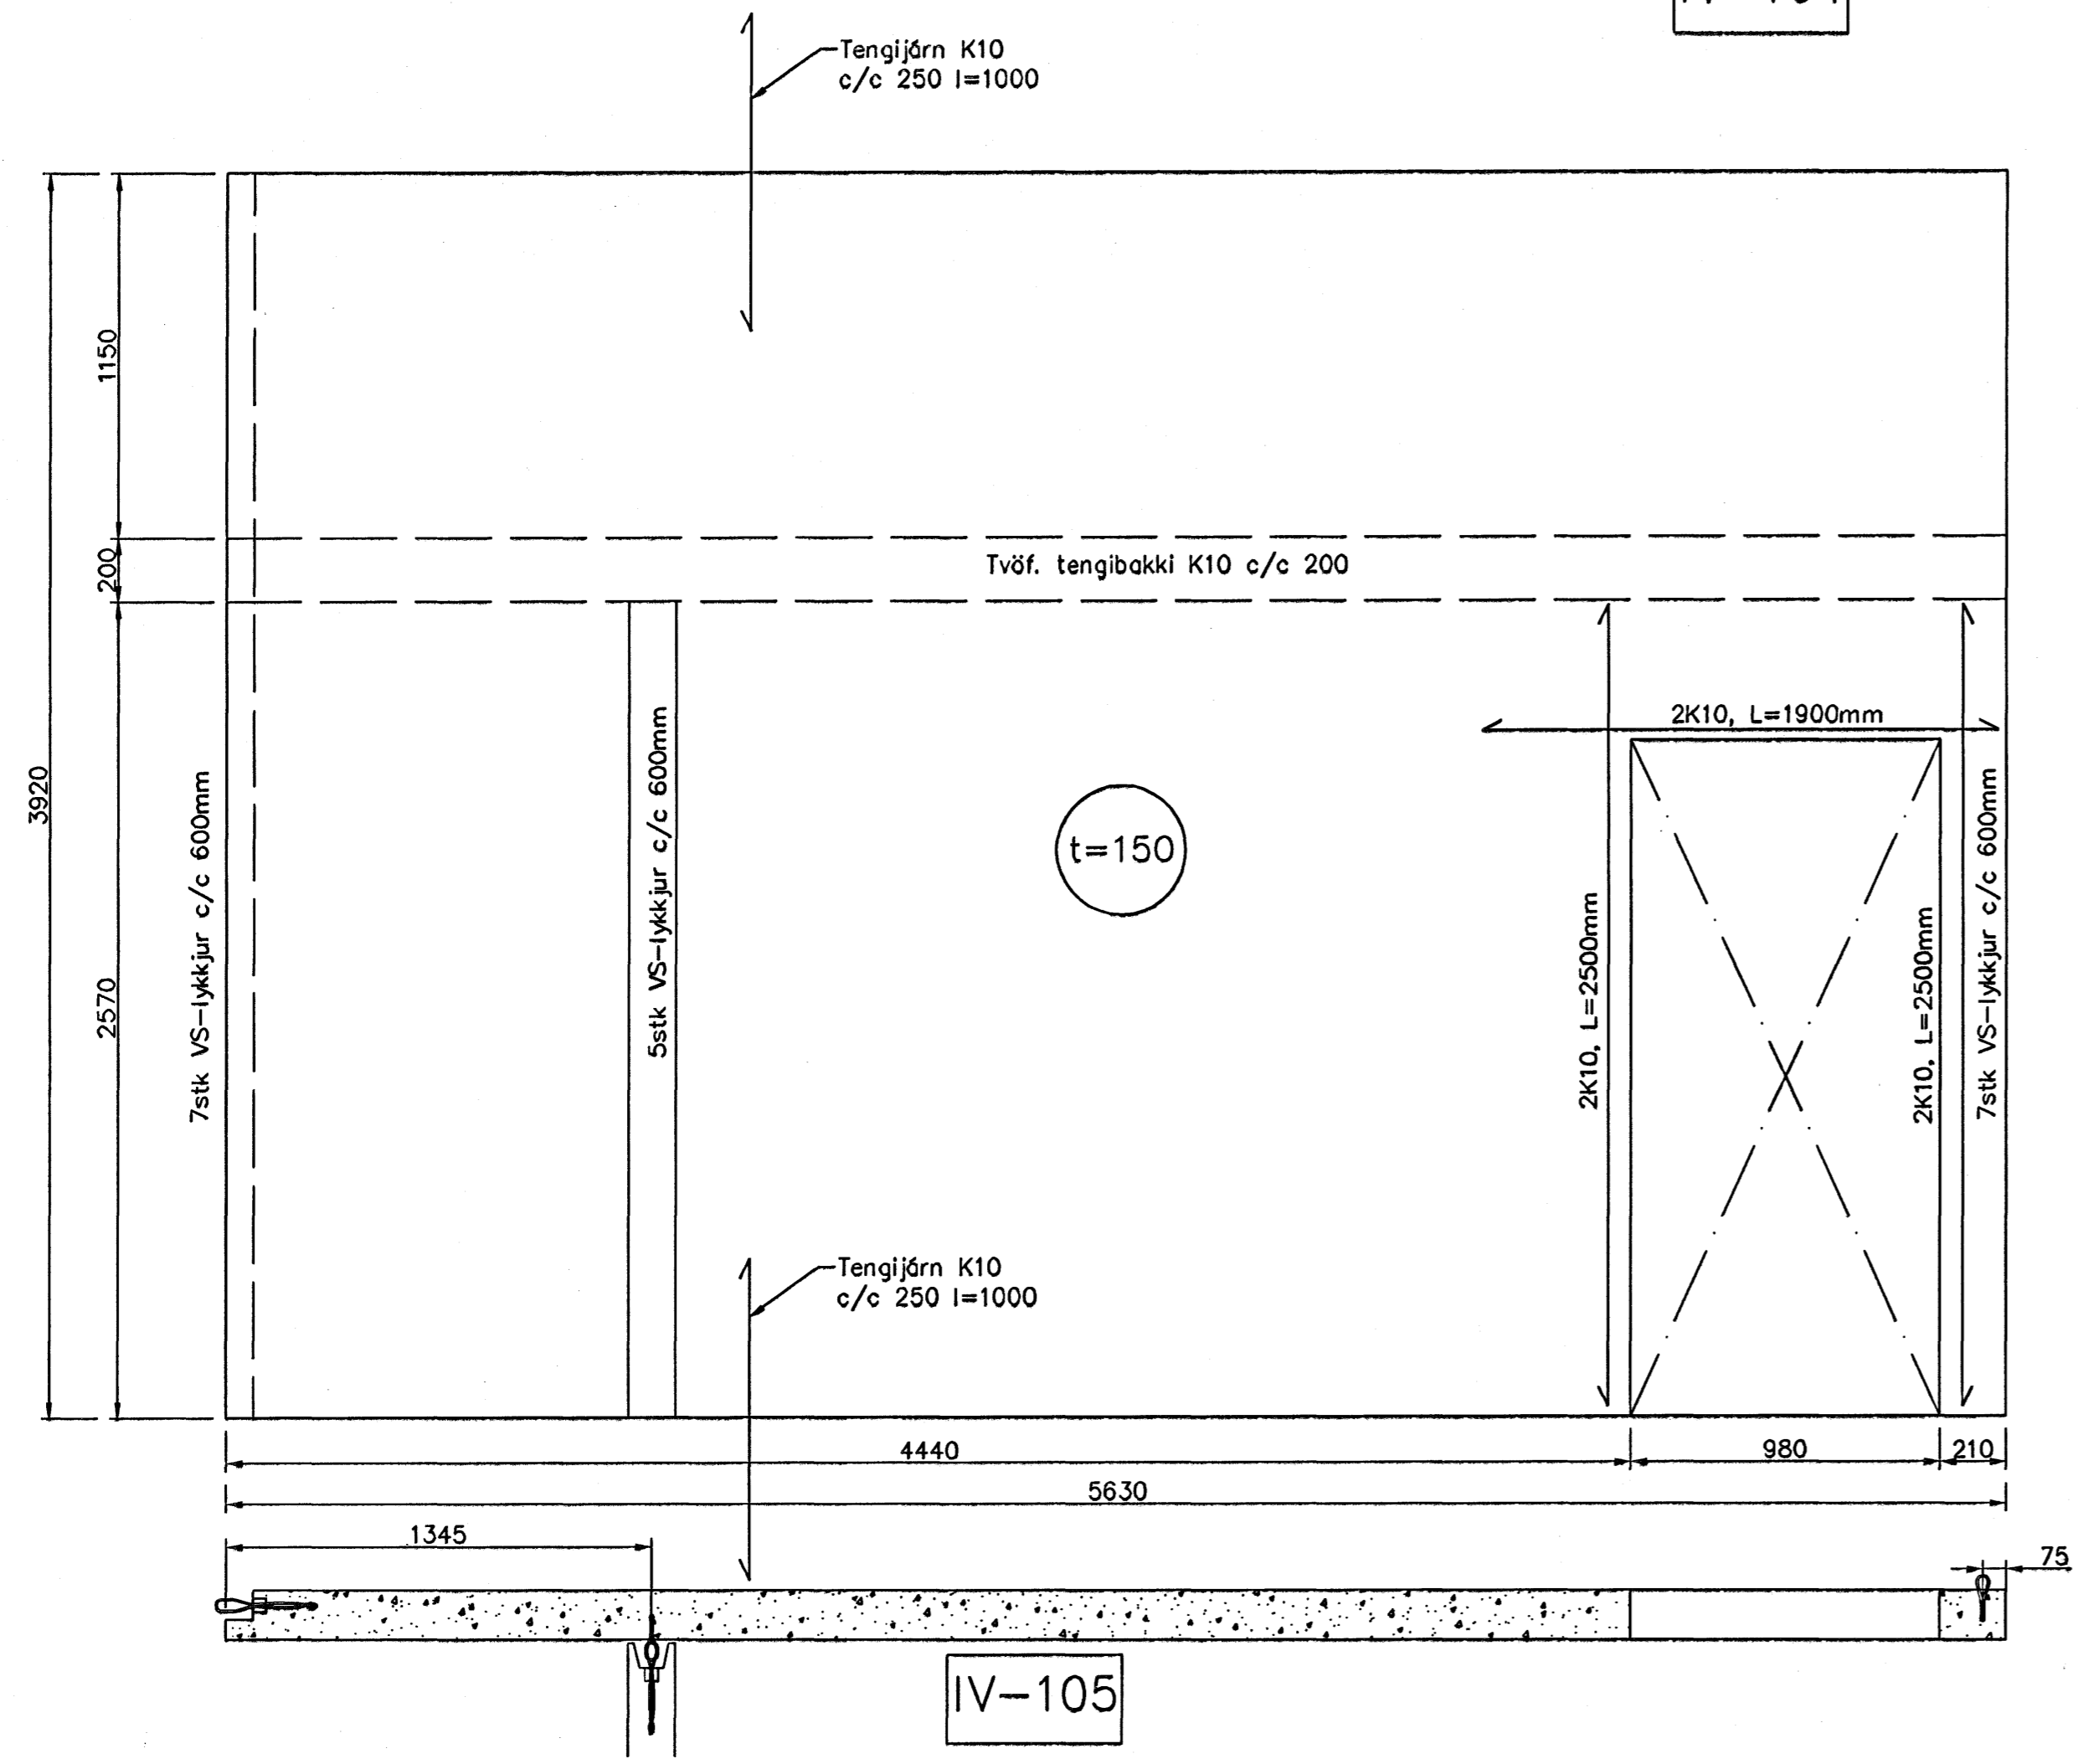 Tengijárn K10
c/c 250 l=1000
1150
200
Tvöf. tengibakki K10 c/c 200
2K10, L=1900mm
3920
2570
7stk VS-lykkjur c/c 600mm
5stk VS-lykkjur c/c 600mm
t=150
2K10, L=2500mm
2K10, L=2500mm
7stk VS-lykkjur c/c 600mm
Tengijárn K10
c/c 250 l=1000
4440
980
210
5630
1345
75
IV-105